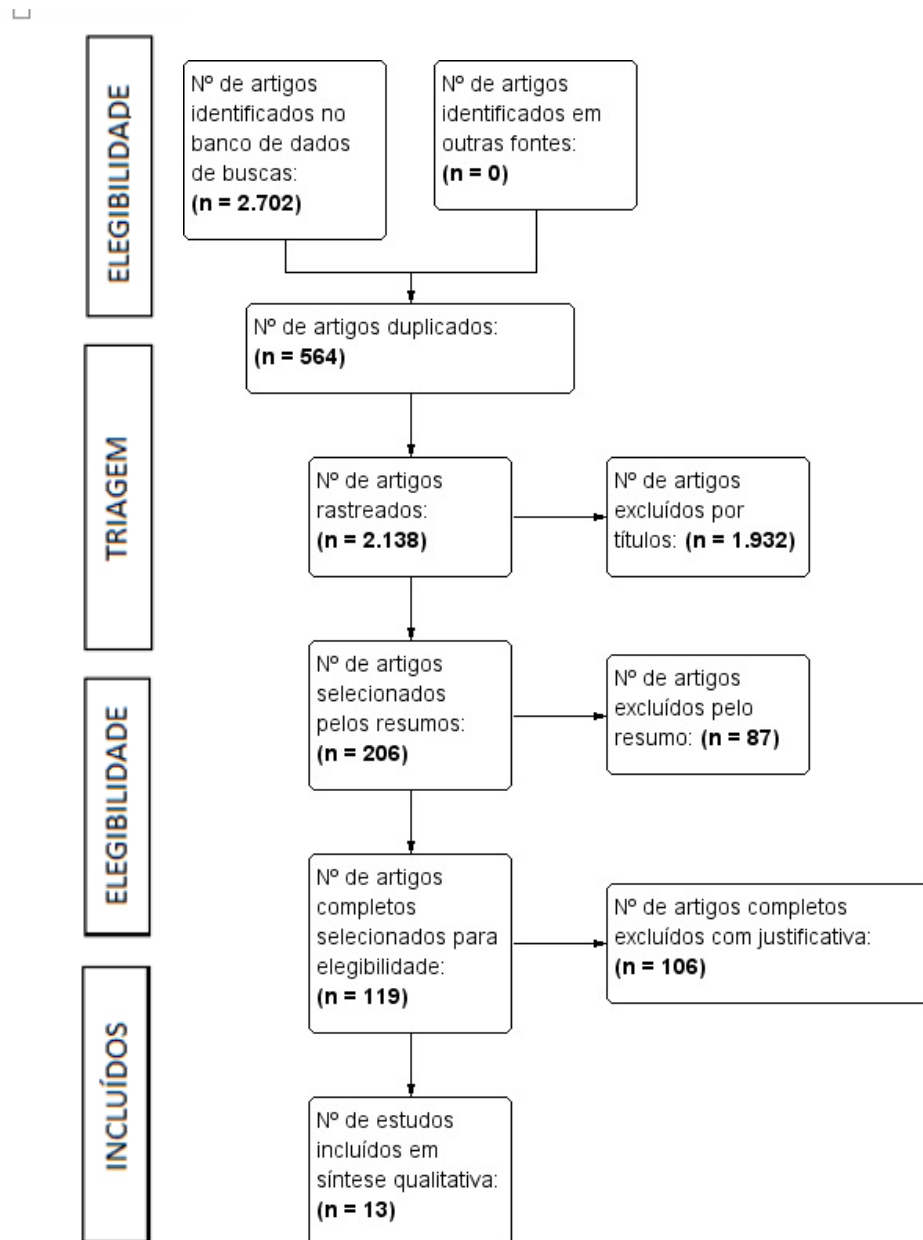 ELEGIBILIDADE
Nº de artigos
identificados no
banco de dados
de buscas:
(n = 2.702)
Nº de artigos
identificados em
outras fontes:
(n = 0)
Nº de artigos duplicados:
(n = 564)
TRIAGEM
Nº de artigos
rastreados:
(n = 2.138)
Nº de artigos
excluídos por
títulos: (n = 1.932)
Nº de artigos
selecionados
pelos resumos:
(n = 206)
Nº de artigos
excluídos pelo
resumo: (n = 87)
ELEGIBILIDADE
Nº de artigos
completos
selecionados para
elegibilidade:
(n = 119)
Nº de artigos completos
excluídos com justificativa:
(n = 106)
INCLUÍDOS
Nº de estudos
incluídos em
síntese qualitativa:
(n = 13)